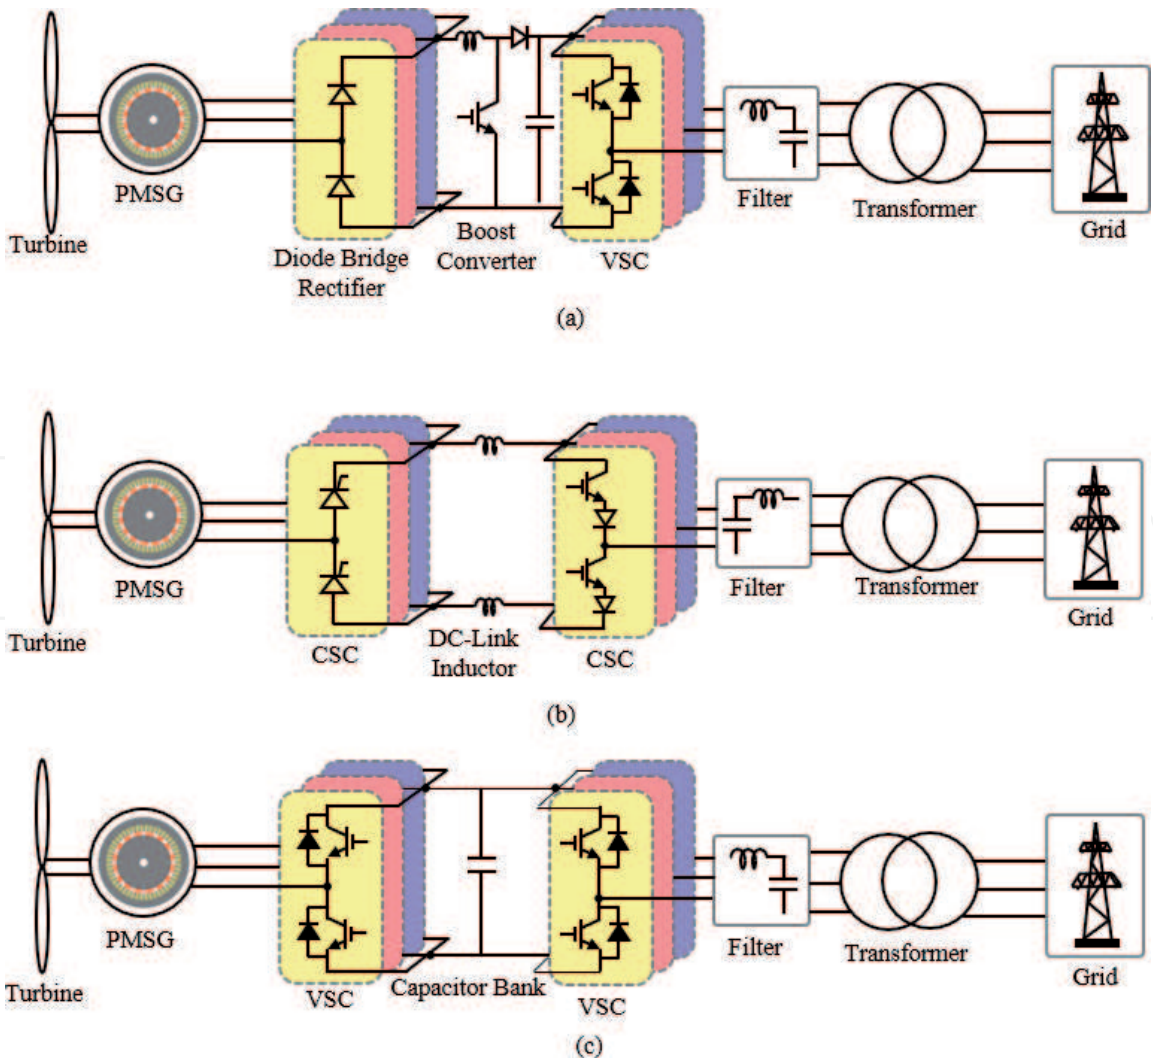 PMSG
Turbine
Diode Bridge
Rectifier
Boost
Converter
VSC
Filter
Transformer
Grid
(a)
PMSG
Turbine
CSC
DC-Link
Inductor
CSC
Filter
Transformer
Grid
(b)
PMSG
Turbine
VSC
Capacitor Bank
VSC
Filter
Transformer
Grid
(c)